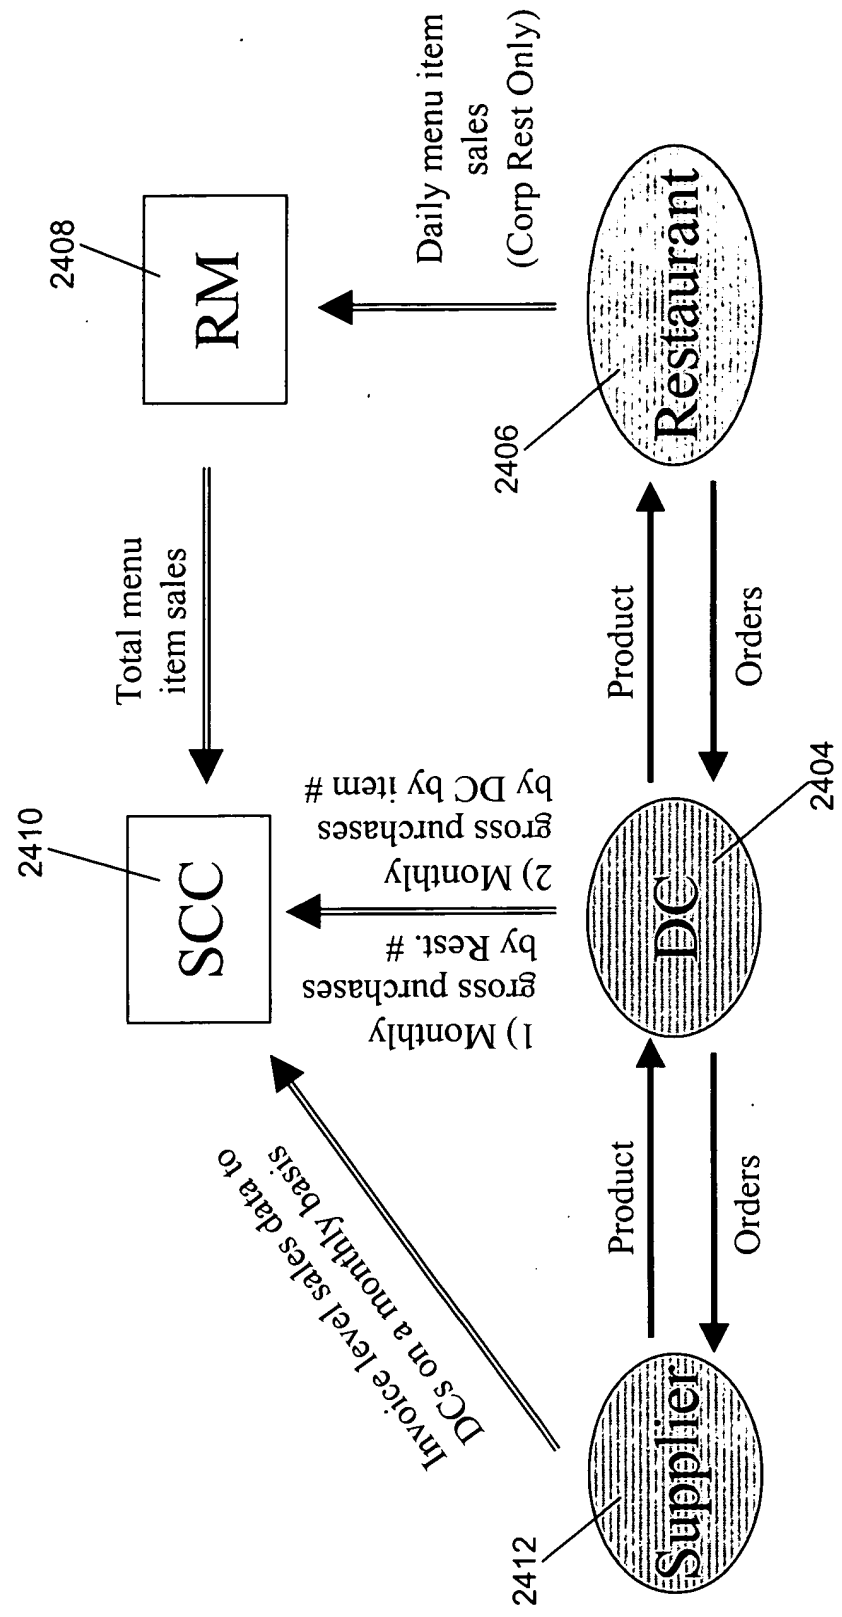 2410
2408
SCC
RM
Total menu
item sales
Invoice level sales data to
DCs on a monthly basis
1) Monthly
gross purchases
by Rest. #
2) Monthly
gross purchases
by DC by item #
Daily menu item
sales
(Corp Rest Only)
2412
2406
Supplier
Product
Orders
DC
2404
Product
Orders
Restaurant